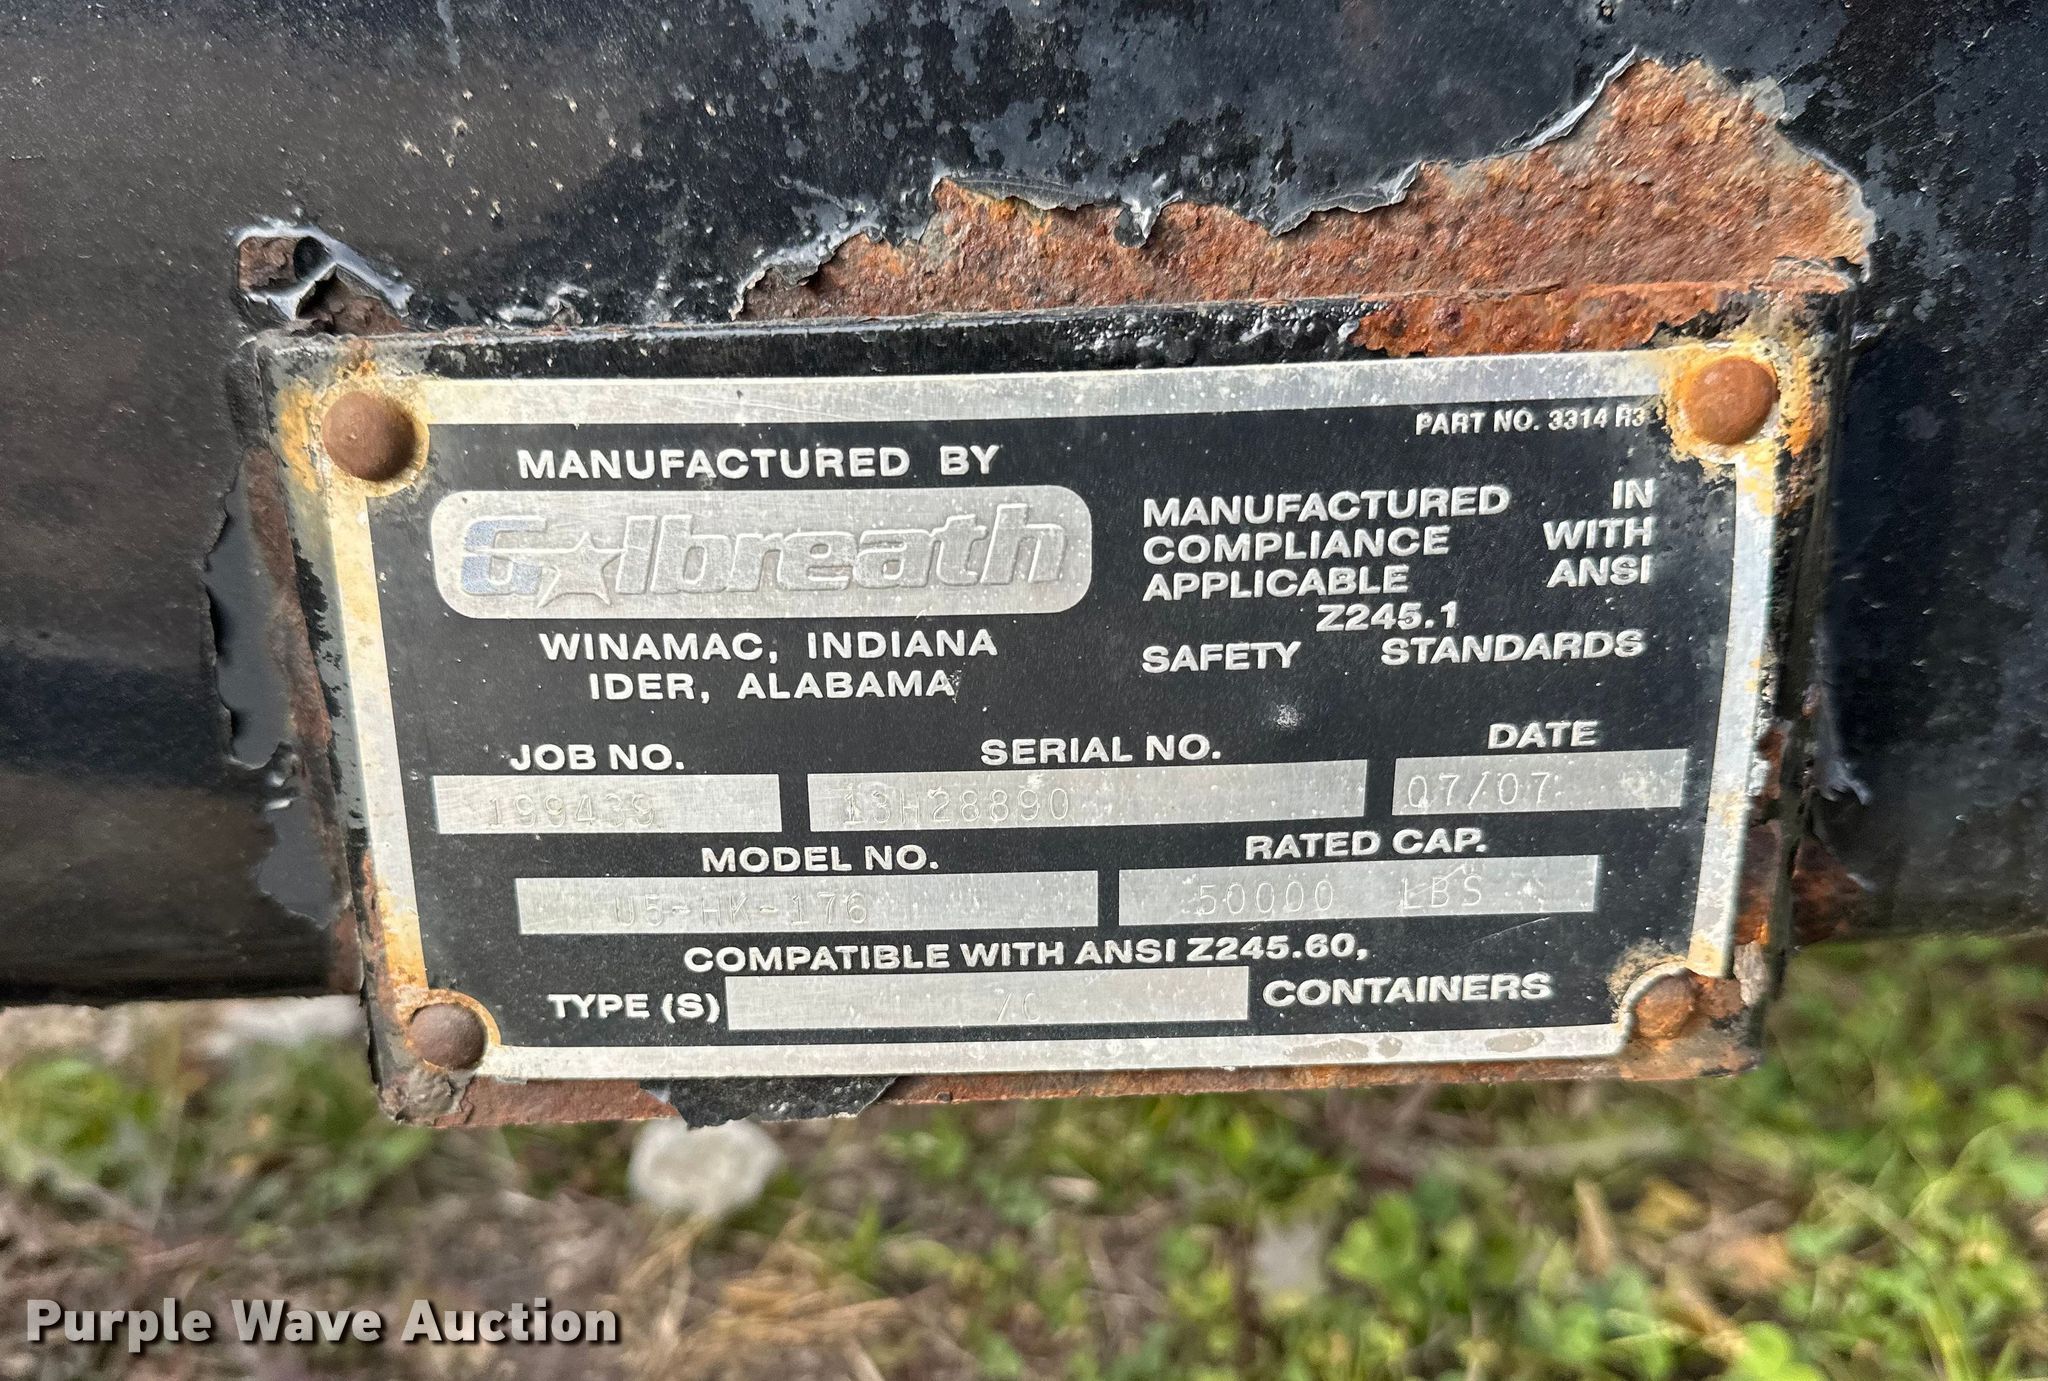 PART NO. 3314 R3
MANUFACTURED BY
Galbreath
WINAMAC, INDIANA
IDER, ALABAMA
MANUFACTURED IN
COMPLIANCE WITH
APPLICABLE ANSI
Z245.1
SAFETY STANDARDS
JOB NO. SERIAL NO. DATE
199439 13H28890 07/07
MODEL NO. RATED CAP.
U5-HK-176 50000 LBS
COMPATIBLE WITH ANSI Z245.60,
TYPE (S) /C CONTAINERS
Purple Wave Auction